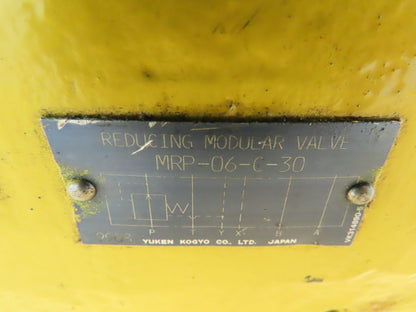 REDUCING MODULAR VALVE
MRP-06-C-30
P T Y X B A
YUKEN KOGYO CO., LTD. JAPAN